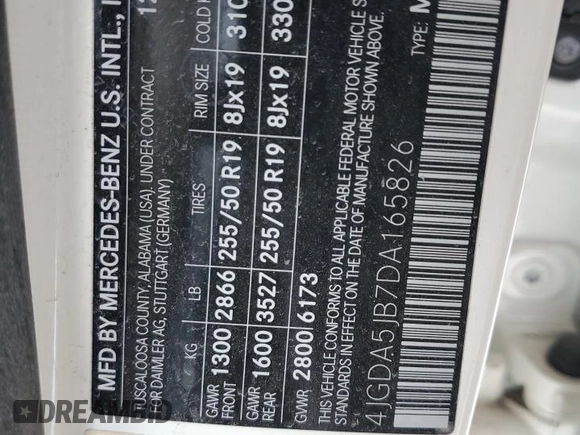 MFD BY MERCEDES-BENZ U.S. INTL.,
USCALOOSA COUNTY, ALABAMA (USA). UNDER CONTRACT
FOR DAIMLER AG, STUTTGART (GERMANY) 12
KG LB TIRES RIM SIZE COLD
GAWR FRONT 1300 2866 255/50 R19 8Jx19 310
GAWR REAR 1600 3527 255/50 R19 8Jx19 330
GVWR 2800 6173
THIS VEHICLE CONFORMS TO ALL APPLICABLE FEDERAL MOTOR VEHICLE S
STANDARDS IN EFFECT ON THE DATE OF MANUFACTURE SHOWN ABOVE.
4JGDA5JB7DA165826 TYPE: M
DREAMBID